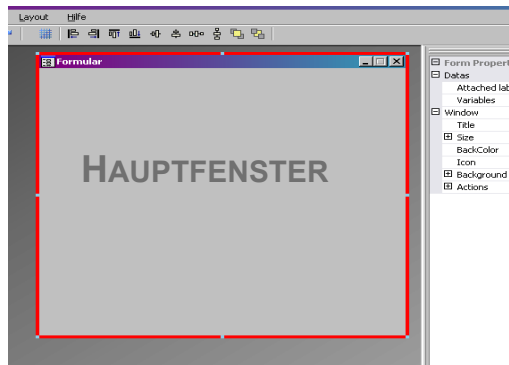 Layout Hilfe
Formular
HAUPTFENSTER
Form Propert
Datas
Attached lab
Variables
Window
Title
Size
BackColor
Icon
Background
Actions